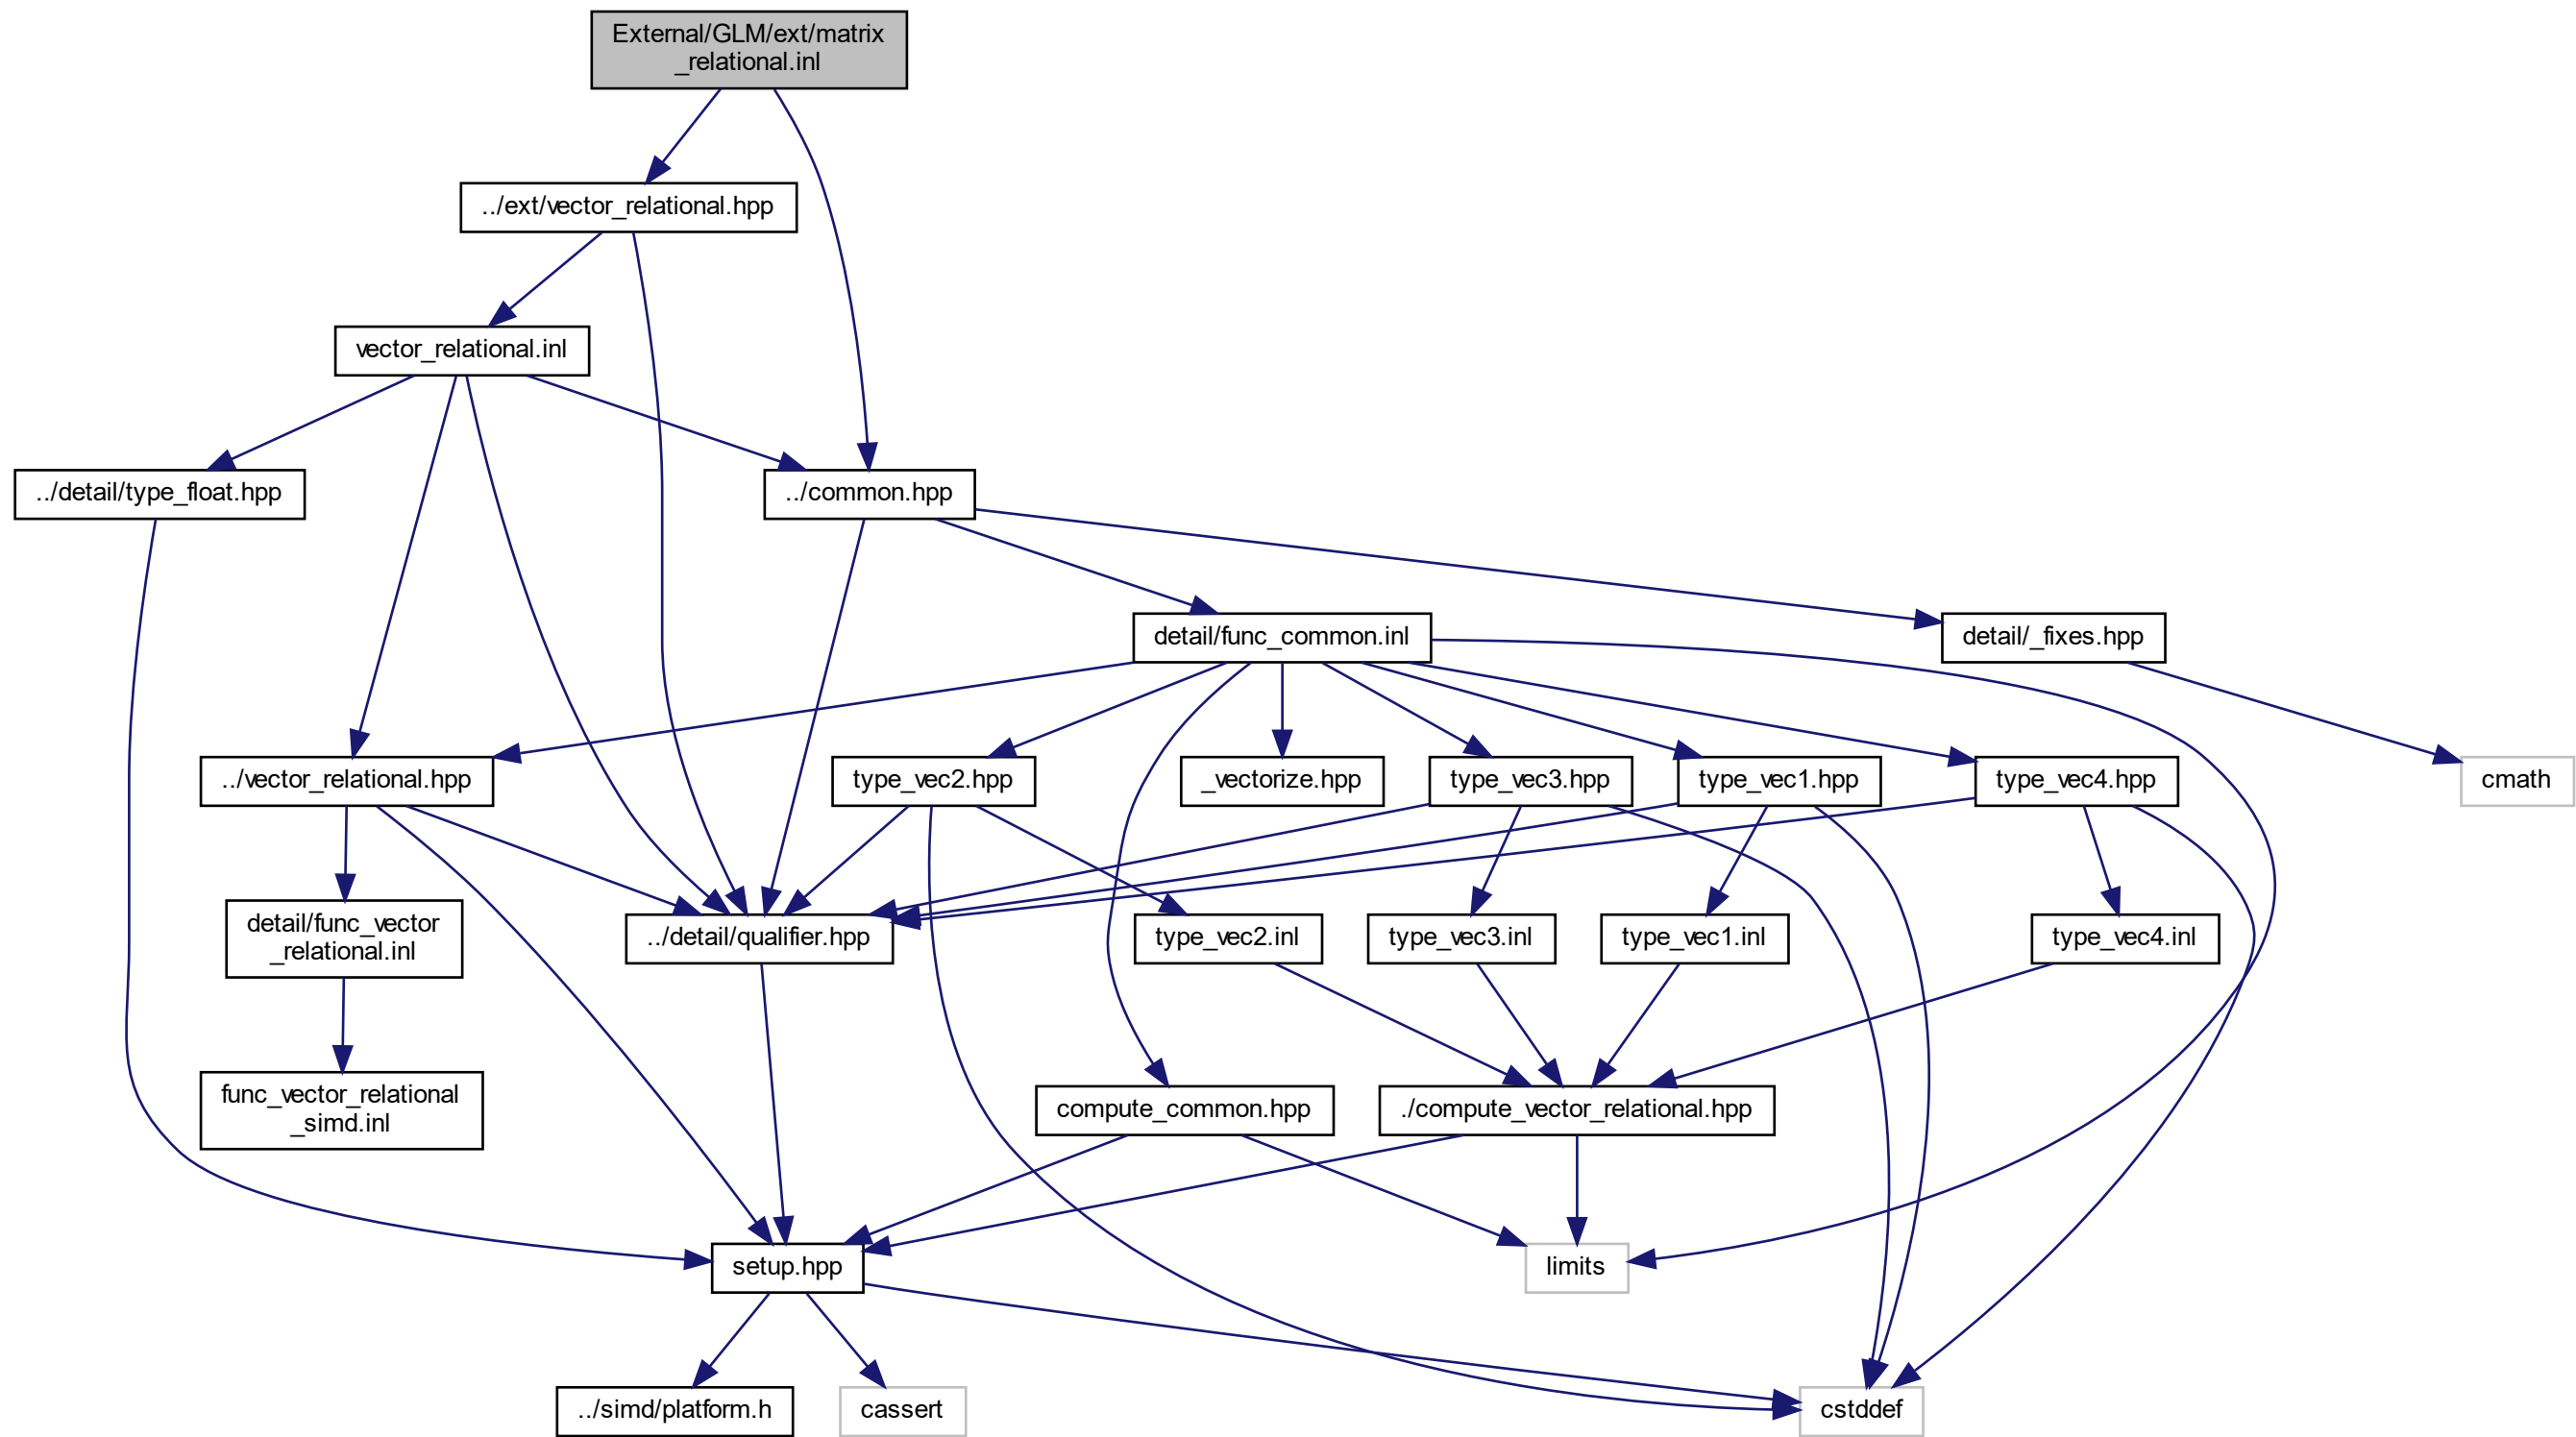 External/GLM/ext/matrix
_relational.inl
../ext/vector_relational.hpp
vector_relational.inl
../detail/type_float.hpp
../common.hpp
detail/func_common.inl
detail/_fixes.hpp
../vector_relational.hpp
type_vec2.hpp
_vectorize.hpp
type_vec3.hpp
type_vec1.hpp
type_vec4.hpp
cmath
detail/func_vector
_relational.inl
../detail/qualifier.hpp
type_vec2.inl
type_vec3.inl
type_vec1.inl
type_vec4.inl
func_vector_relational
_simd.inl
compute_common.hpp
./compute_vector_relational.hpp
setup.hpp
limits
../simd/platform.h
cassert
cstddef